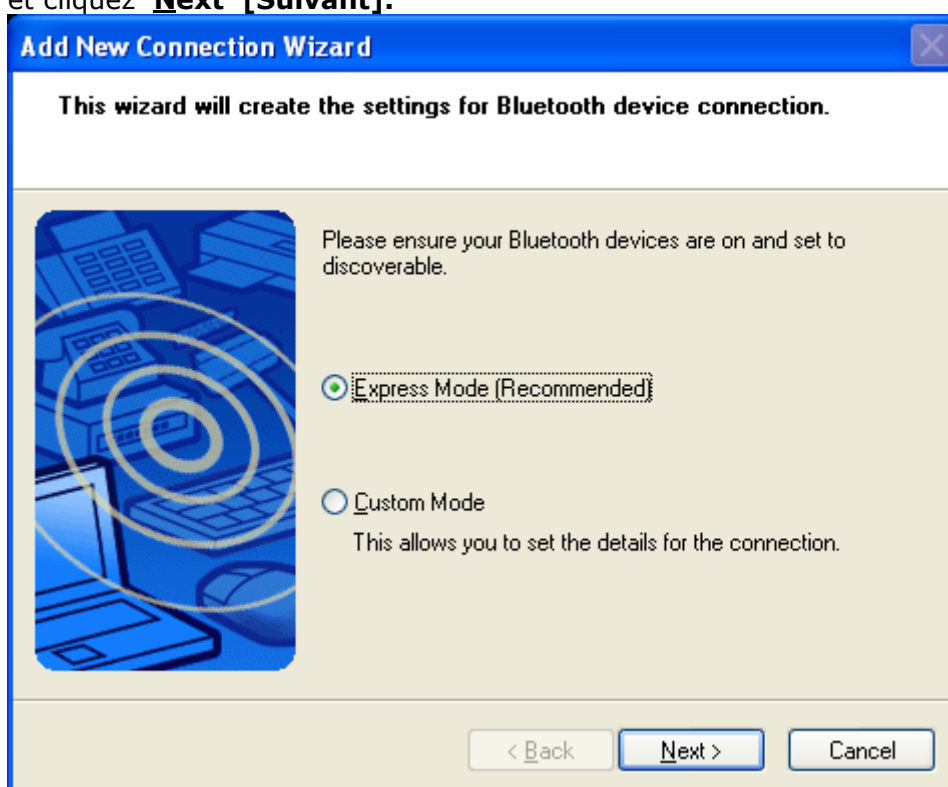 et cliquez "Next" [Suivant].
Add New Connection Wizard
This wizard will create the settings for Bluetooth device connection.
Please ensure your Bluetooth devices are on and set to
discoverable.
Express Mode (Recommended)
Custom Mode
This allows you to set the details for the connection.
< Back
Next >
Cancel